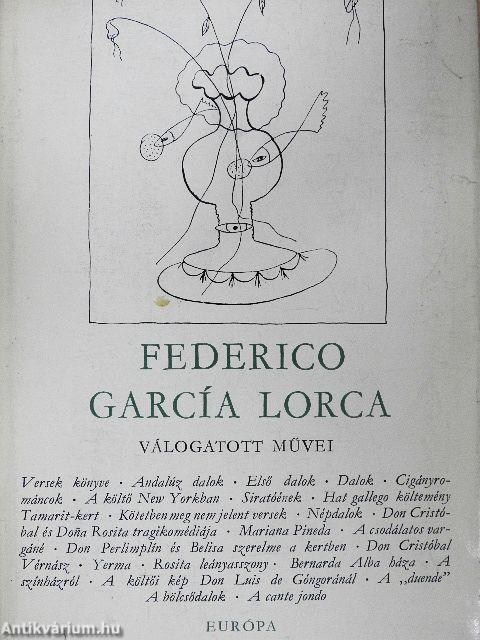 FEDERICO
GARCÍA LORCA
VÁLOGATOTT MŰVEI
Versek könyve · Andalúz dalok · Első dalok · Dalok · Cigányro-
máncok · A költő New Yorkban · Siratóének · Hat gallego költemény
Tamarit-kert · Kötetben meg nem jelent versek · Népdalok · Don Cristó-
bal és Doña Rosita tragikomédiája · Mariana Pineda · A csodálatos var-
gáné · Don Perlimplín és Belisa szerelme a kertben · Don Cristóbal
Vérnász · Yerma · Rosita leányasszony · Bernarda Alba háza · A
színházról · A költői kép Don Luis de Góngoránál · A „duende”
A bölcsődalok · A cante jondo
EURÓPA
Antikvárium.hu